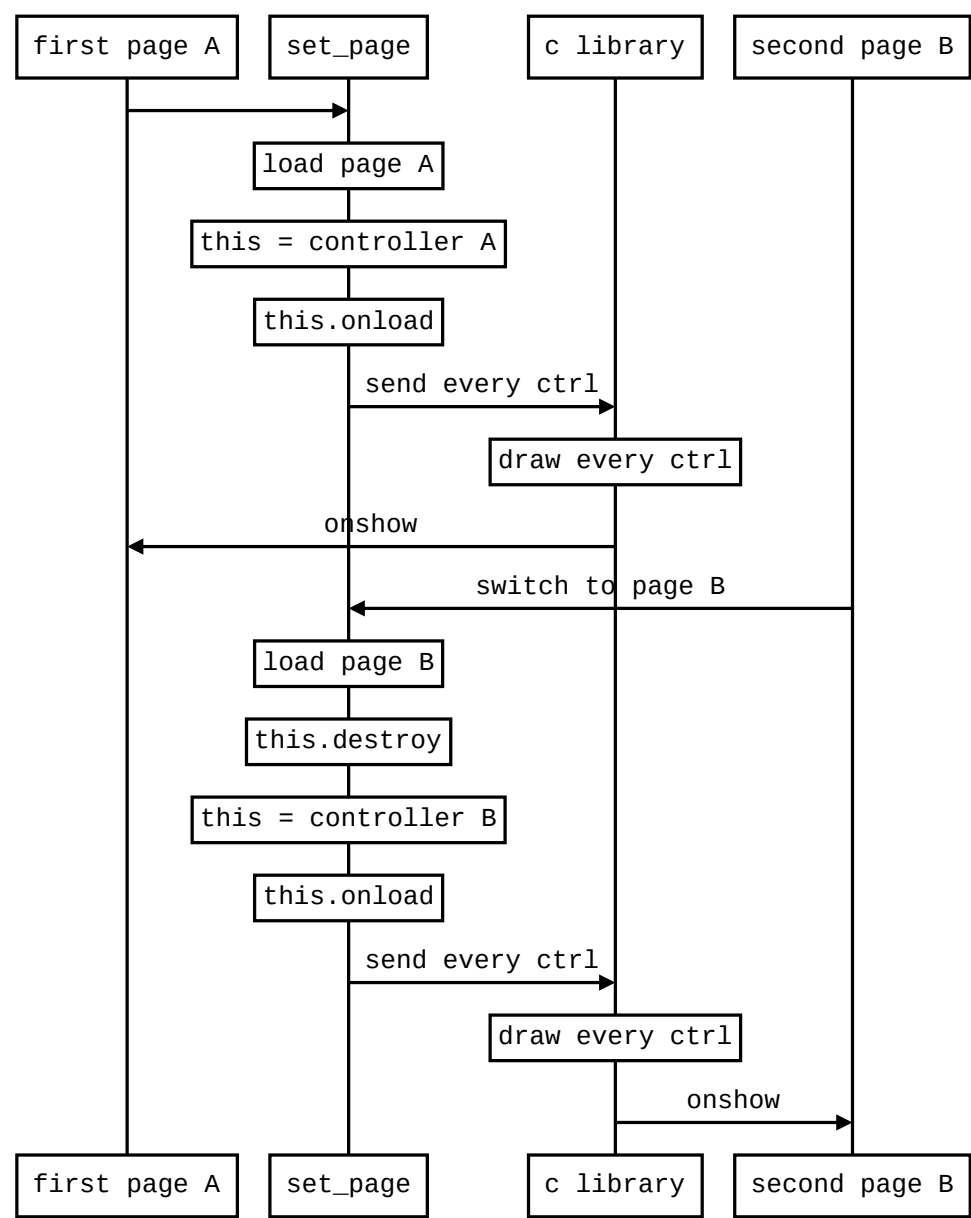 first page A
set_page
c library
second page B
load page A
this = controller A
this.onload
send every ctrl
draw every ctrl
onshow
switch to page B
load page B
this.destroy
this = controller B
this.onload
send every ctrl
draw every ctrl
onshow
first page A
set_page
c library
second page B